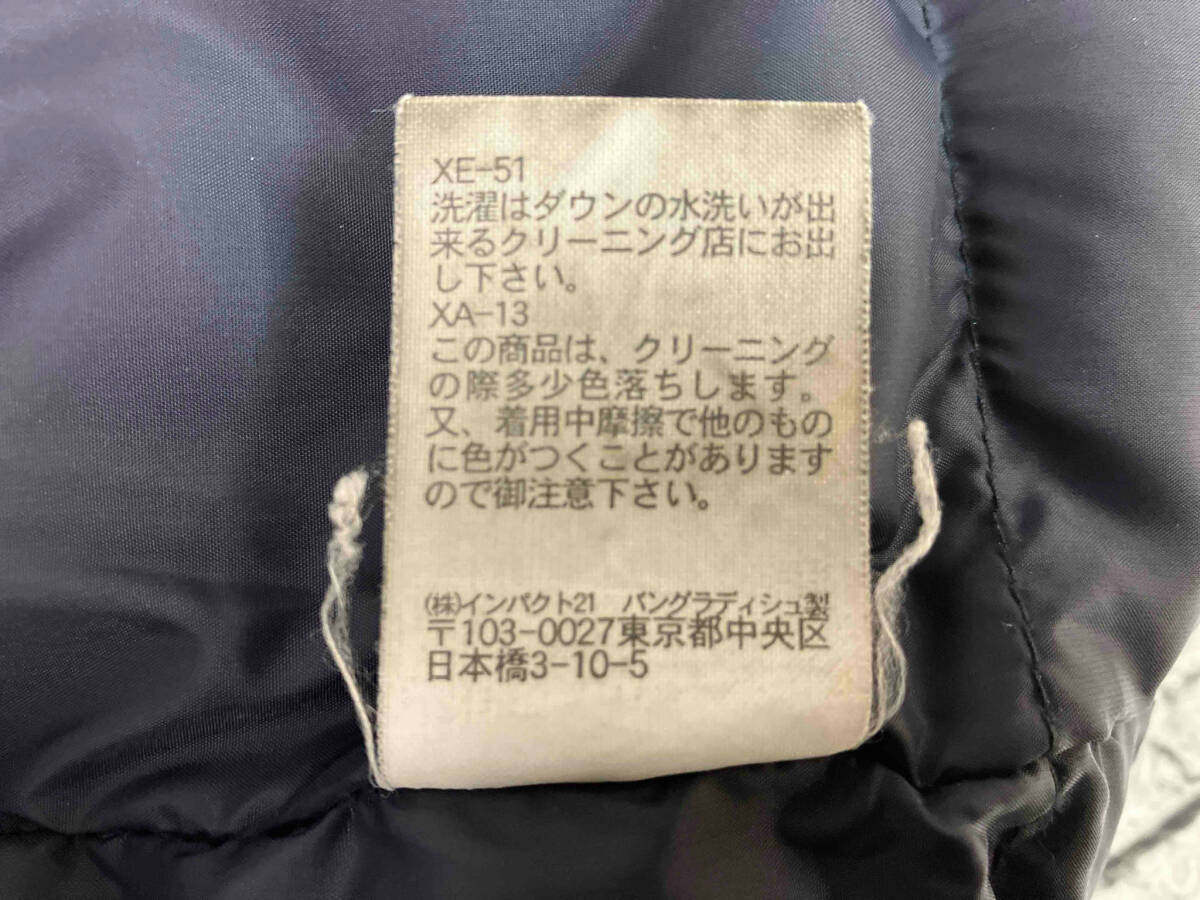 XE-51
洗濯はダウンの水洗いが出
来るクリーニング店にお出
し下さい。
XA-13
この商品は、クリーニング
の際多少色落ちします。
又、着用中摩擦で他のもの
に色がつくことがあります
ので御注意下さい。
(株)インパクト21 バングラディシュ製
〒103-0027東京都中央区
日本橋3-10-5